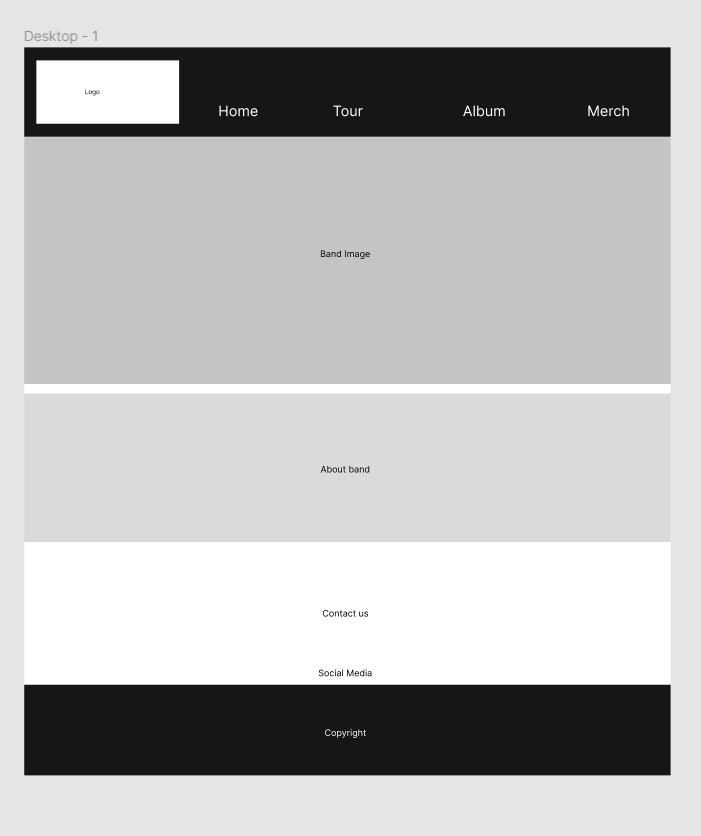 Desktop - 1
Logo
Home Tour Album Merch
Band Image
About band
Contact us
Social Media
Copyright